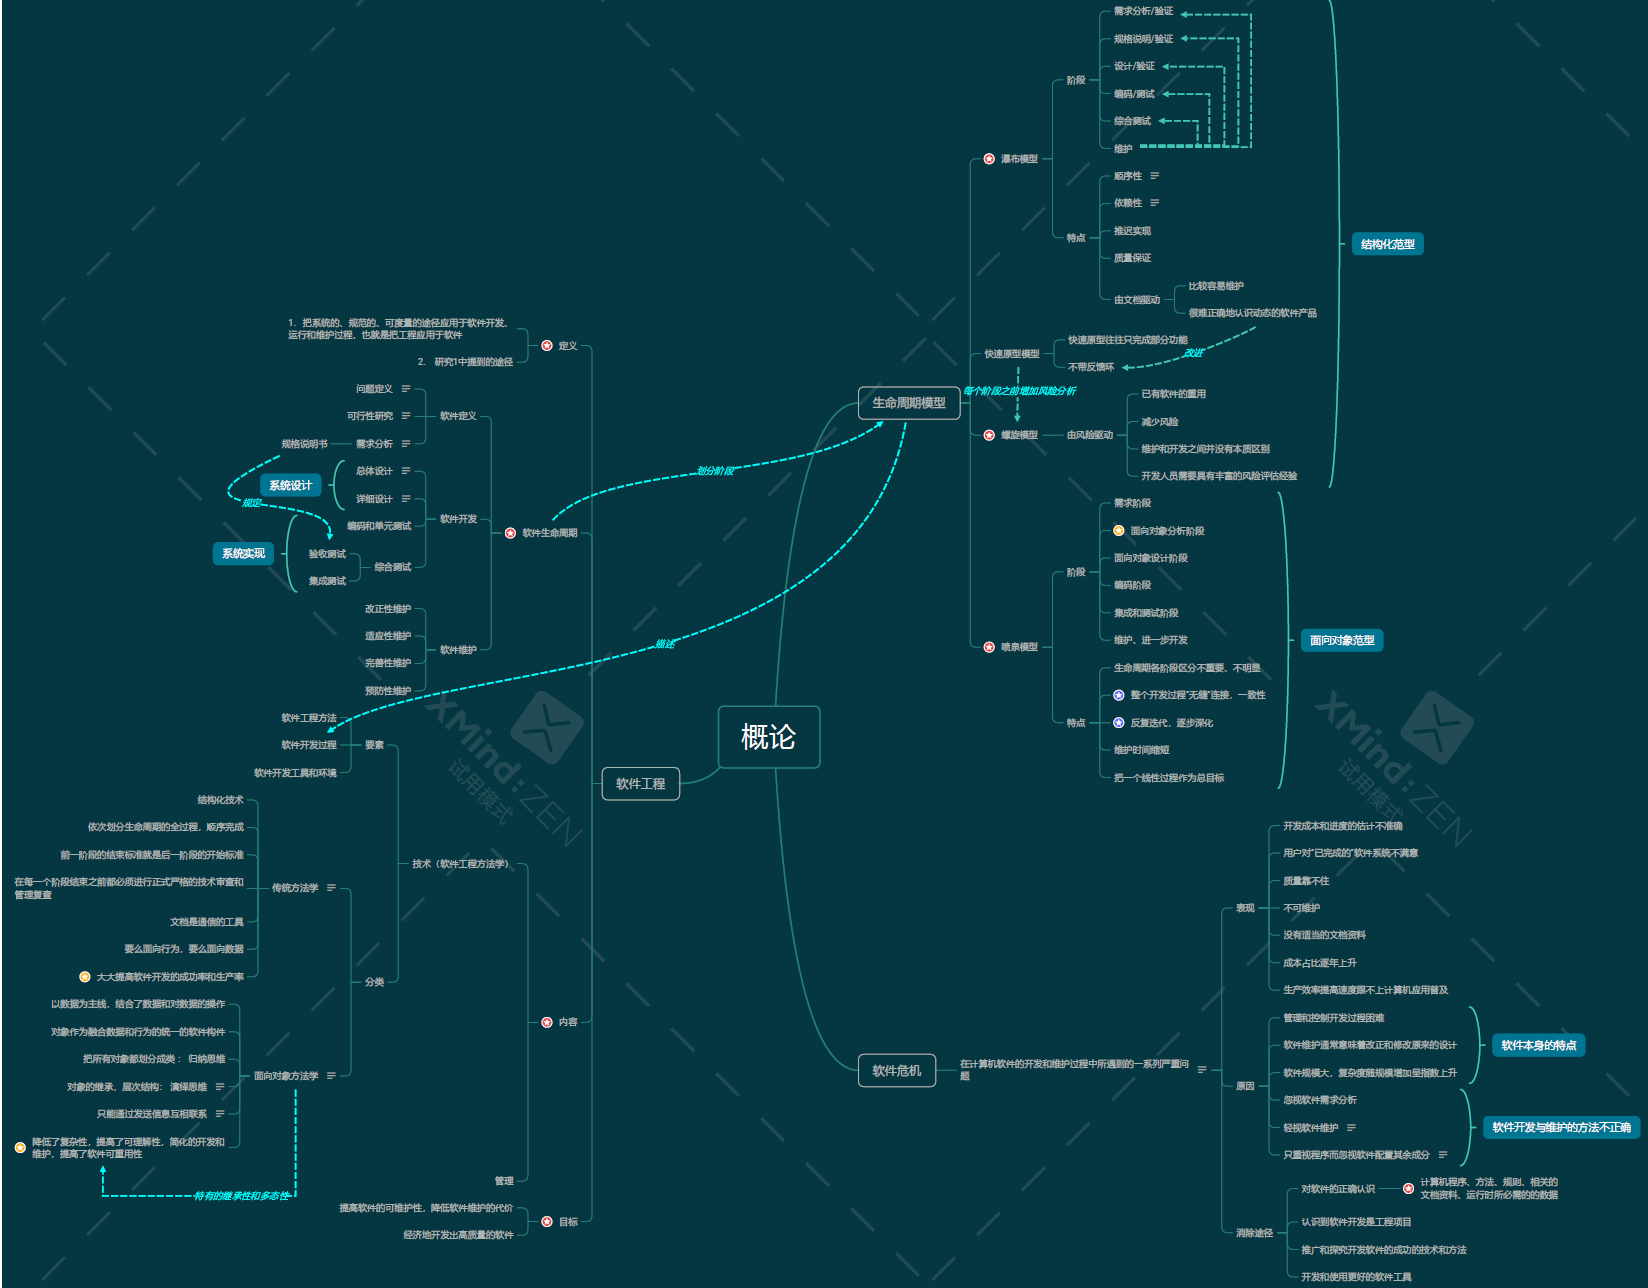 概论
生命周期模型
瀑布模型
阶段
需求分析/验证
规格说明/验证
设计/验证
编码/测试
综合测试
维护
特点
顺序性
依赖性
推迟实现
质量保证
由文档驱动
比较容易维护
很难正确地认识动态的软件产品
快速原型模型
快速原型往往只完成部分功能
不带反馈环
改进
每个阶段之前增加风险分析
螺旋模型
由风险驱动
已有软件的重用
减少风险
维护和开发之间并没有本质区别
开发人员需要具有丰富的风险评估经验
结构化范型
喷泉模型
阶段
需求阶段
面向对象分析阶段
面向对象设计阶段
编码阶段
集成和测试阶段
维护、进一步开发
特点
生命周期各阶段区分不重要、不明显
整个开发过程“无缝”连接，一致性
反复迭代，逐步深化
维护时间缩短
把一个线性过程作为总目标
面向对象范型
软件危机
在计算机软件的开发和维护过程中所遇到的一系列严重问
题
表现
开发成本和进度的估计不准确
用户对“已完成的”软件系统不满意
质量靠不住
不可维护
没有适当的文档资料
成本占比逐年上升
生产效率提高速度跟不上计算机应用普及
原因
管理和控制开发过程困难
软件维护通常意味着改正和修改原来的设计
软件规模大，复杂度随规模增加呈指数上升
忽视软件需求分析
轻视软件维护
只重视程序而忽视软件配置其余成分
软件本身的特点
软件开发与维护的方法不正确
消除途径
对软件的正确认识
计算机程序、方法、规则、相关的
文档资料、运行时所必需的的数据
认识到软件开发是工程项目
推广和探究开发软件的成功的技术和方法
开发和使用更好的软件工具
软件工程
定义
1. 把系统的、规范的、可度量的途径应用于软件开发、
运行和维护过程，也就是把工程应用于软件
2. 研究1中提到的途径
软件生命周期
划分阶段
描述
软件定义
问题定义
可行性研究
需求分析
规格说明书
规定
软件开发
总体设计
详细设计
系统设计
编码和单元测试
综合测试
验收测试
集成测试
系统实现
软件维护
改正性维护
适应性维护
完善性维护
预防性维护
内容
技术（软件工程方法学）
要素
软件工程方法
软件开发过程
软件开发工具和环境
分类
传统方法学
结构化技术
依次划分生命周期的全过程，顺序完成
前一阶段的结束标准就是后一阶段的开始标准
在每一个阶段结束之前都必须进行正式严格的技术审查和
管理复查
文档是通信的工具
要么面向行为，要么面向数据
大大提高软件开发的成功率和生产率
面向对象方法学
以数据为主线，结合了数据和对数据的操作
对象作为融合数据和行为的统一的软件构件
把所有对象都划分成类： 归纳思维
对象的继承，层次结构： 演绎思维
只能通过发送信息互相联系
降低了复杂性，提高了可理解性，简化的开发和
维护，提高了软件可重用性
特有的继承性和多态性
管理
目标
提高软件的可维护性，降低软件维护的代价
经济地开发出高质量的软件
XMind:ZEN
试用模式
XMind:ZEN
试用模式